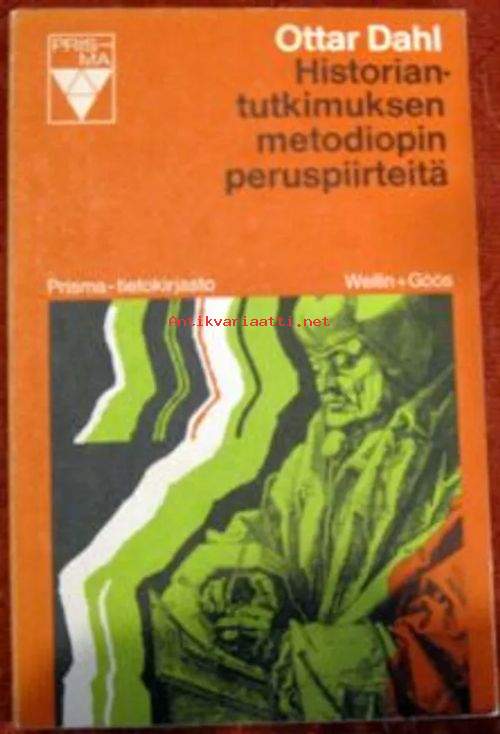 PRIS-
MA
Ottar Dahl
Historian-
tutkimuksen
metodiopin
peruspiirteitä
Prisma-tietokirjasto
Weilin+Göös
Antikvariaatti.net